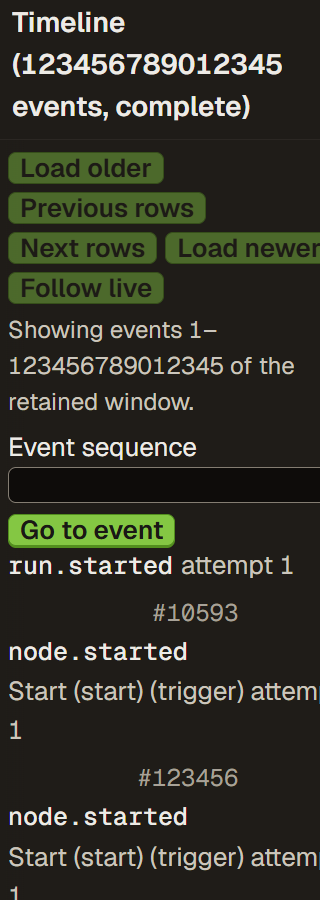 Timeline
(123456789012345
events, complete)
Load older
Previous rows
Next rows Load newer
Follow live
Showing events 1–
123456789012345 of the
retained window.
Event sequence
Go to event
run.started attempt 1
#10593
node.started
Start (start) (trigger) attem
1
#123456
node.started
Start (start) (trigger) attem
1